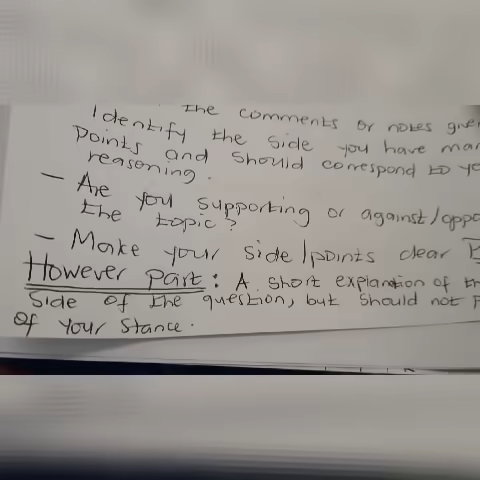 the comments or notes
Identify the side you have
points and should correspond to
reasoning.
– Are you supporting or against/
the topic?
– Make your side/points clear
However part: A short explanation of
side of the question, but should not
of your stance.